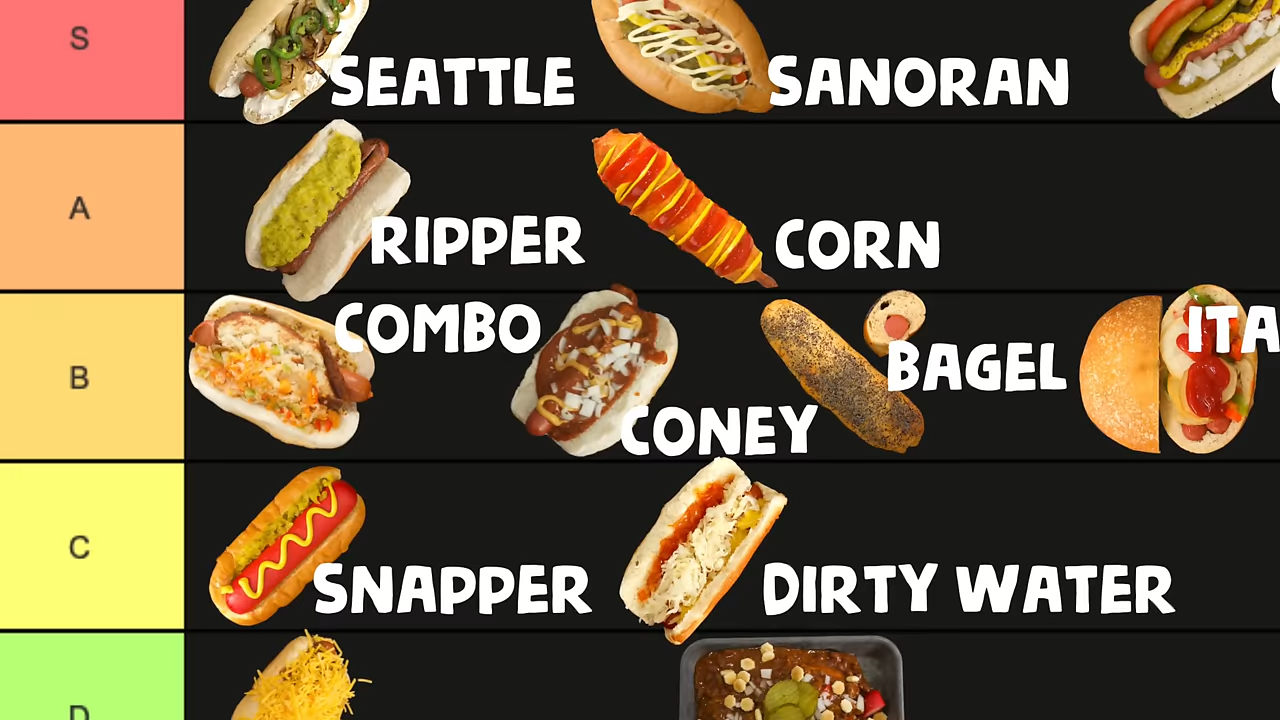 S
SEATTLE
SANORAN
A
RIPPER
CORN
B
COMBO
CONEY
BAGEL
ITA
C
SNAPPER
DIRTY WATER
D